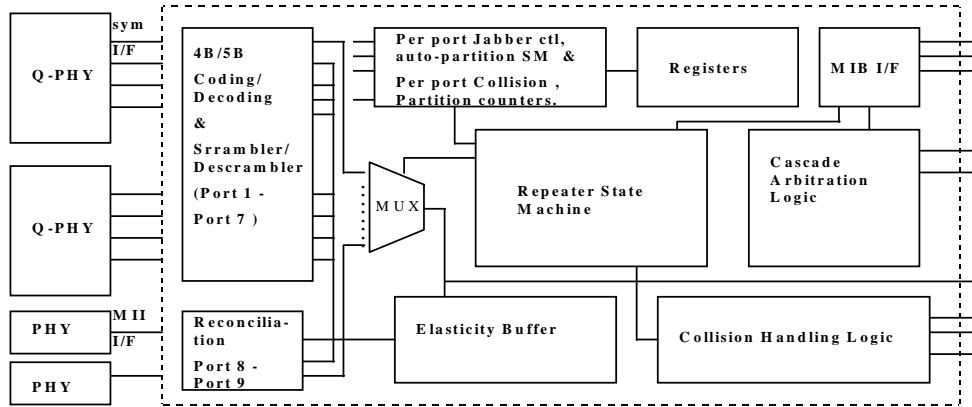 sym
I/F
Q-PHY
Q-PHY
PHY
MII
I/F
PHY
4B/5B
Coding/
Decoding
&
Srrambler/
Descrambler
(Port 1 -
Port 7 )
Reconcilia-
tion
Port 8 -
Port 9
MUX
Per port Jabber ctl,
auto-partition SM &
Per port Collision ,
Partition counters.
Registers
MIB I/F
Repeater State
Machine
Cascade
Arbitration
Logic
Elasticity Buffer
Collision Handling Logic